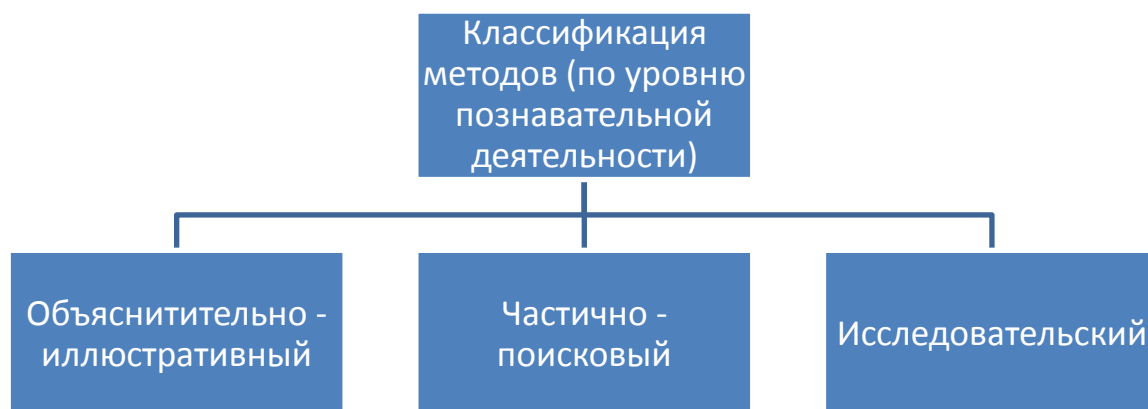 Классификация
методов (по уровню
познавательной
деятельности)
Объяснитительно -
иллюстративный
Частично -
поисковый
Исследовательский